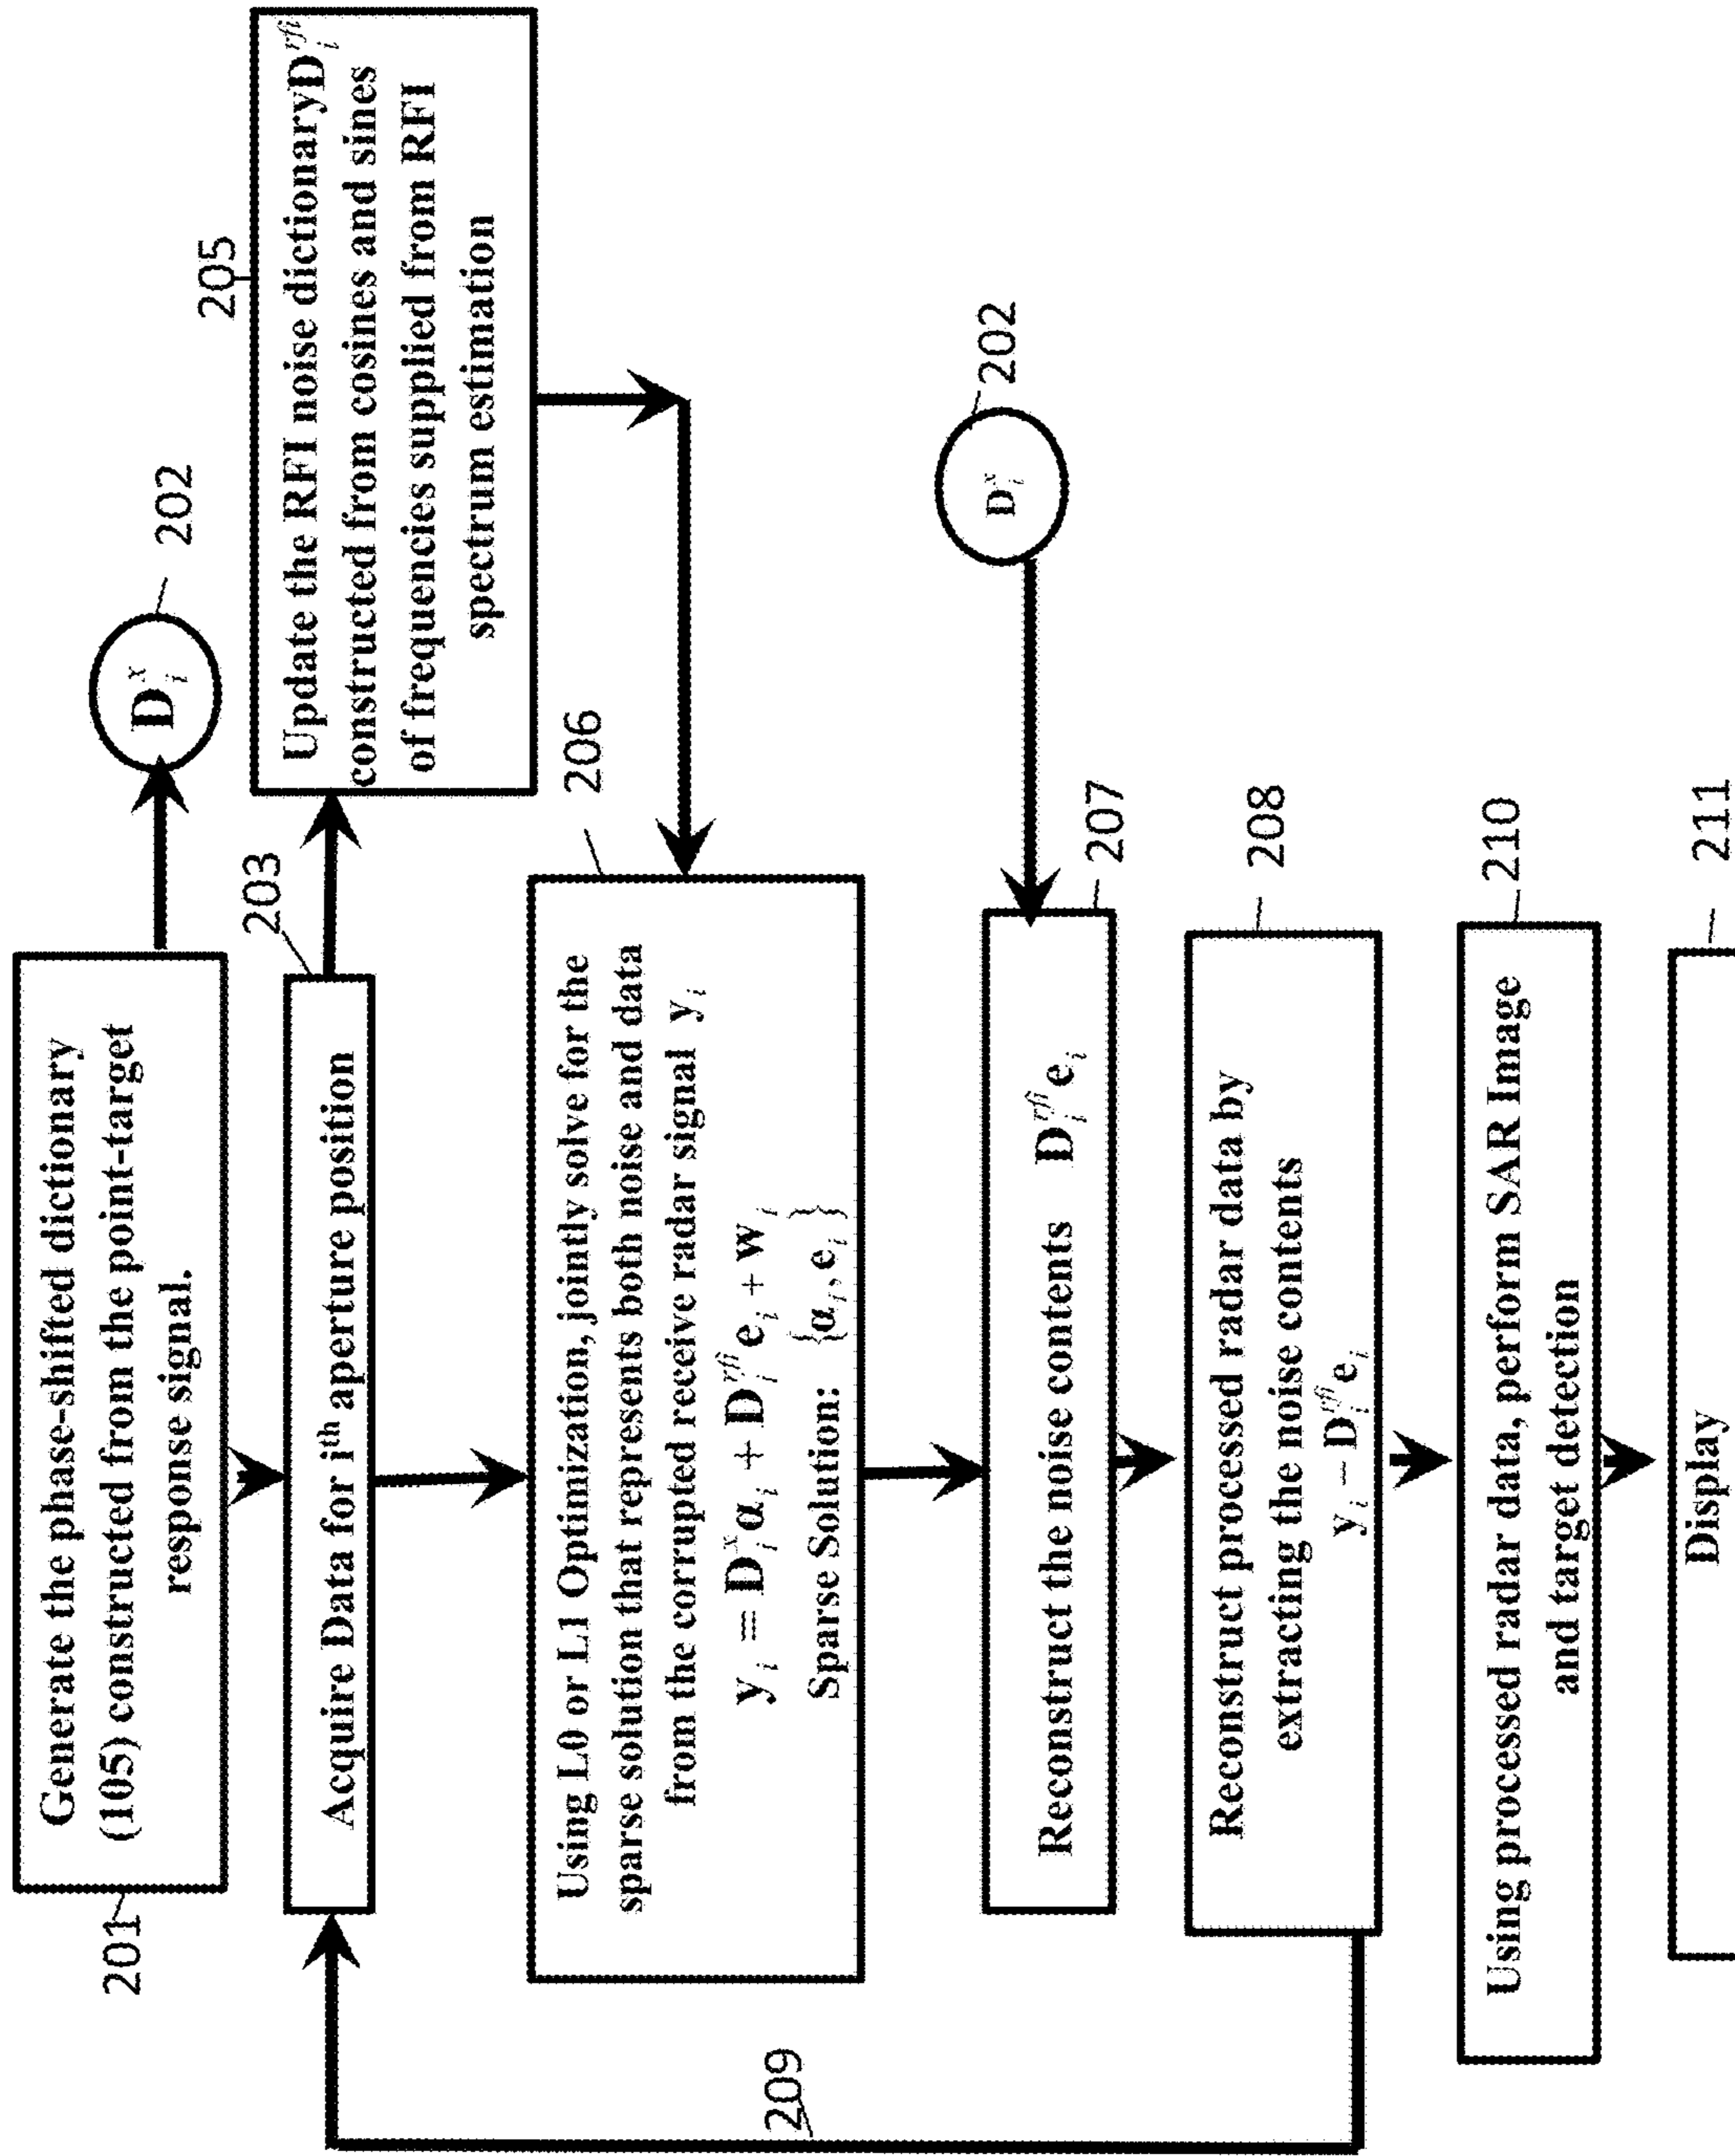 201
Generate the phase-shifted dictionary
(105) constructed from the point-target
response signal.
D_i^x
202
203
Acquire Data for i^th aperture position
205
Update the RFI noise dictionaryD_i^rfi
constructed from cosines and sines
of frequencies supplied from RFI
spectrum estimation
206
Using L0 or L1 Optimization, jointly solve for the
sparse solution that represents both noise and data
from the corrupted receive radar signal y_i
y_i = D_i^x α_i + D_i^rfi e_i + w_i
Sparse Solution: {α_i, e_i}
D_i^x
202
207
Reconstruct the noise contents D_i^rfi e_i
208
Reconstruct processed radar data by
extracting the noise contents
y_i − D_i^rfi e_i
209
210
Using processed radar data, perform SAR Image
and target detection
211
Display